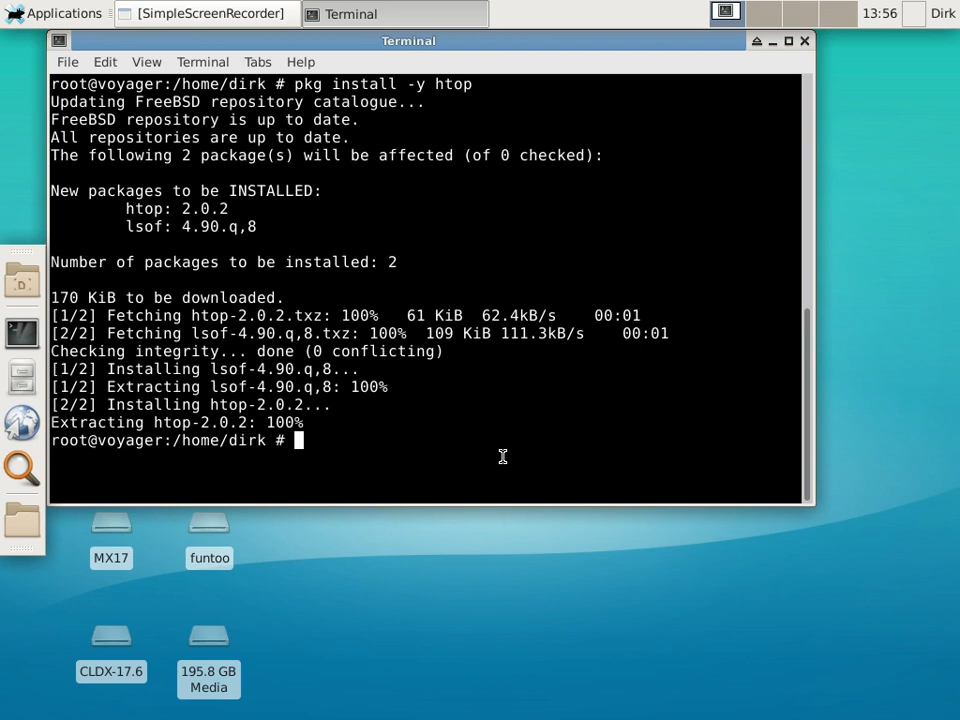 Applications [SimpleScreenRecorder] Terminal 13:56 Dirk
Terminal
File Edit View Terminal Tabs Help
root@voyager:/home/dirk # pkg install -y htop
Updating FreeBSD repository catalogue...
FreeBSD repository is up to date.
All repositories are up to date.
The following 2 package(s) will be affected (of 0 checked):
New packages to be INSTALLED:
htop: 2.0.2
lsof: 4.90.q,8
Number of packages to be installed: 2
170 KiB to be downloaded.
[1/2] Fetching htop-2.0.2.txz: 100%   61 KiB  62.4kB/s    00:01
[2/2] Fetching lsof-4.90.q,8.txz: 100%  109 KiB 111.3kB/s    00:01
Checking integrity... done (0 conflicting)
[1/2] Installing lsof-4.90.q,8...
[1/2] Extracting lsof-4.90.q,8: 100%
[2/2] Installing htop-2.0.2...
Extracting htop-2.0.2: 100%
root@voyager:/home/dirk #
MX17 funtoo
CLDX-17.6 195.8 GB
Media